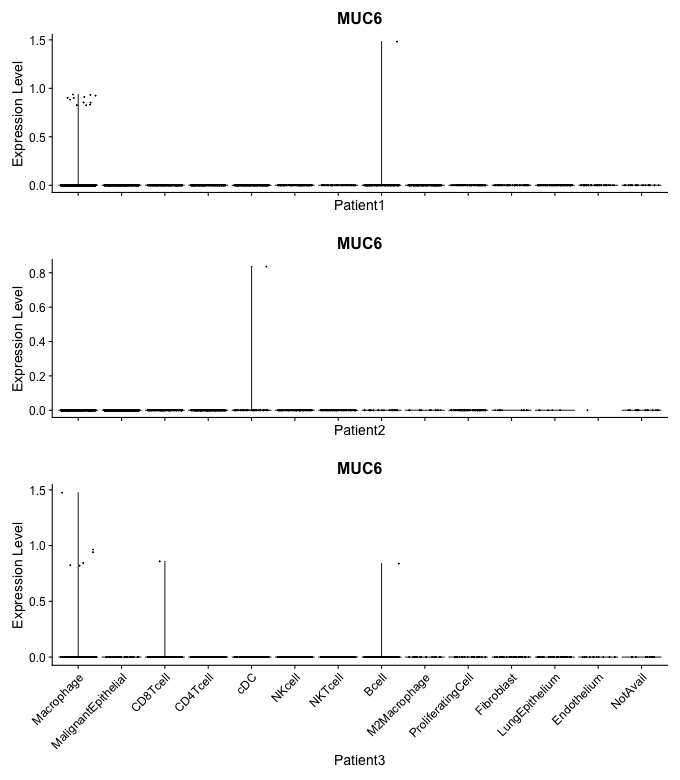 MUC6
Expression Level
1.5
1.0
0.5
0.0
Patient1
MUC6
Expression Level
0.8
0.6
0.4
0.2
0.0
Patient2
MUC6
Expression Level
1.5
1.0
0.5
0.0
Macrophage
MalignantEpithelial
CD8Tcell
CD4Tcell
cDC
NKcell
NKTcell
Bcell
M2Macrophage
ProliferatingCell
Fibroblast
LungEpithelium
Endothelium
NotAvail
Patient3